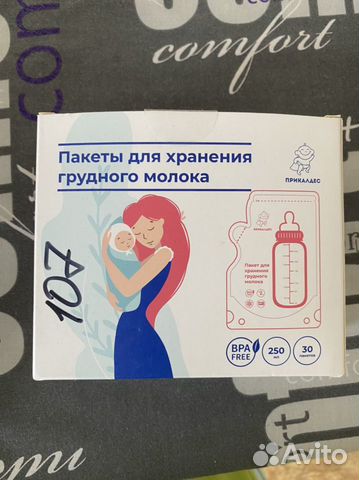 com
comfort
Пакеты для хранения
грудного молока
ПРИКАЛДЕС
Пакет для
хранения
грудного
молока
107
BPA
FREE
250
мл
30
пакетов
Avito